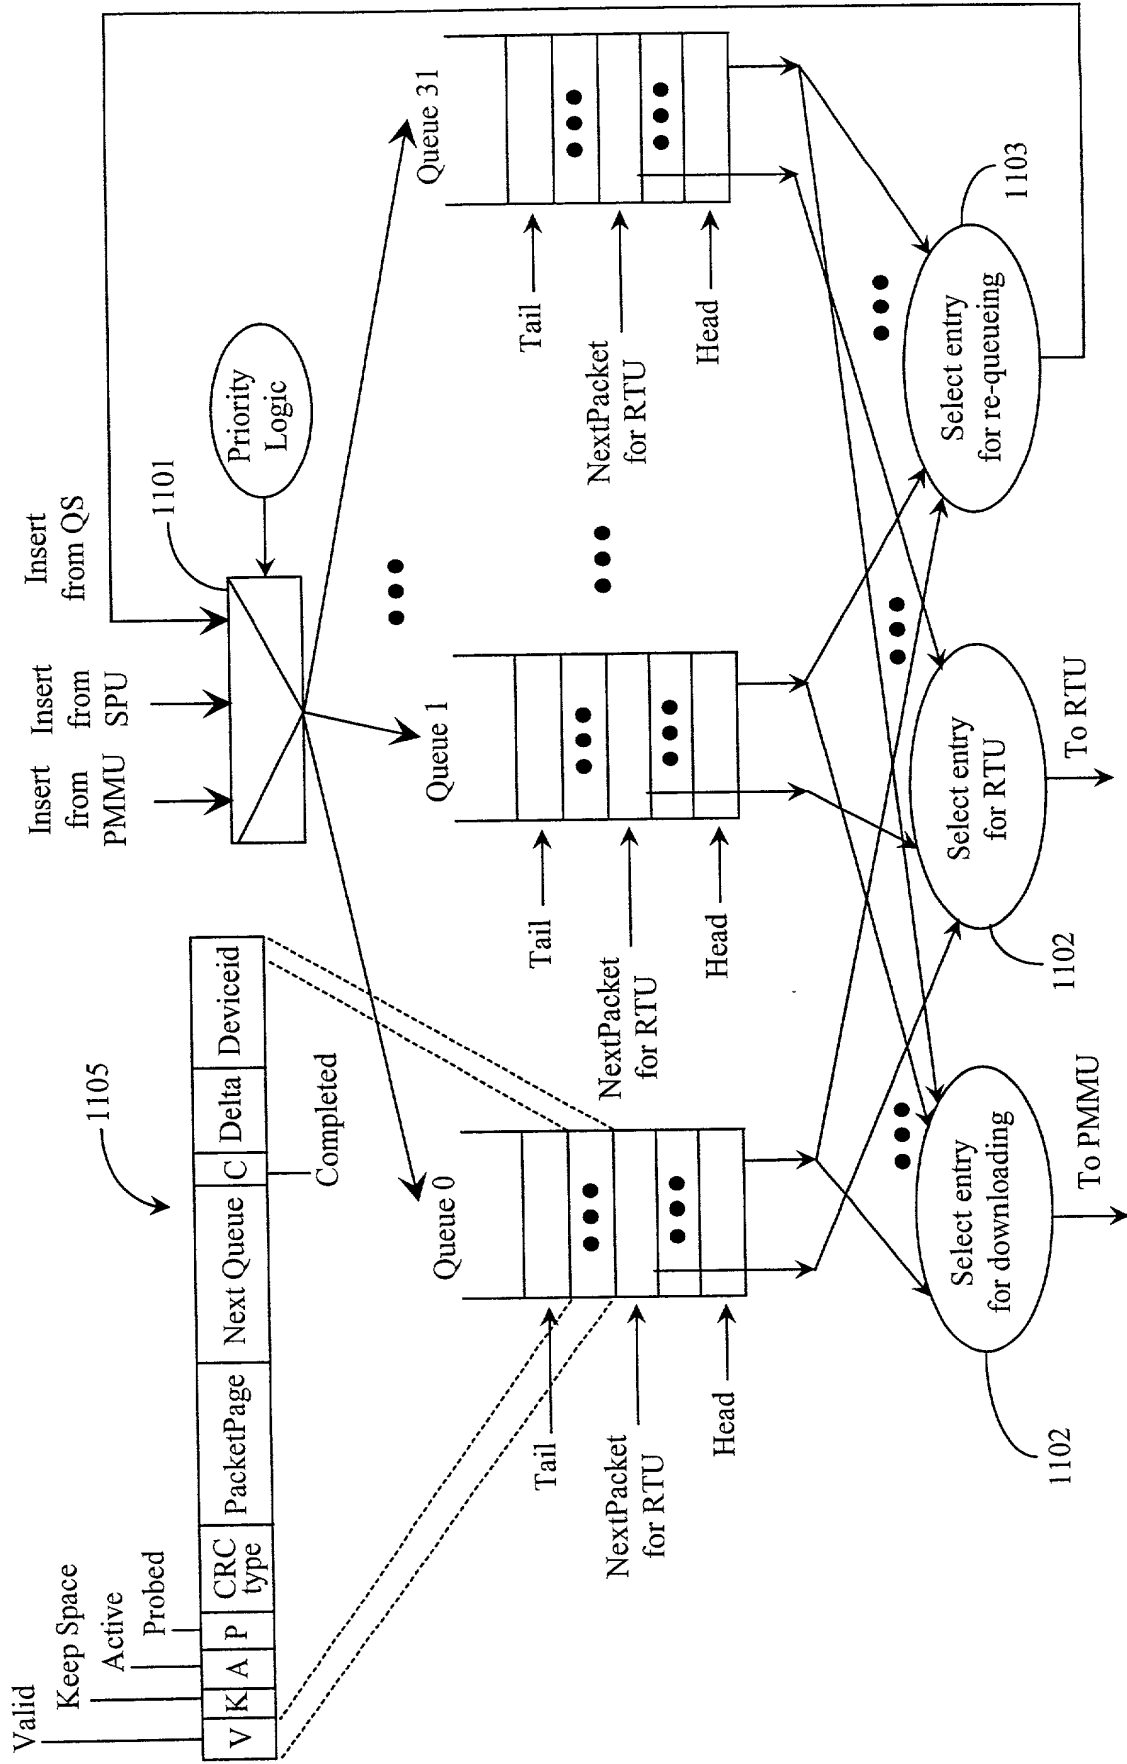 Valid
Keep Space
Active
Probed
V
K
A
P
CRC
type
PacketPage
Next Queue
C
Delta
Deviceid
Completed
1105
Insert
from
PMMU
Insert
from
SPU
Insert
from QS
1101
Priority
Logic
Queue 0
Tail
NextPacket
for RTU
Head
Queue 1
Tail
NextPacket
for RTU
Head
Queue 31
Tail
NextPacket
for RTU
Head
Select entry
for downloading
1102
To PMMU
Select entry
for RTU
1102
To RTU
Select entry
for re-queueing
1103